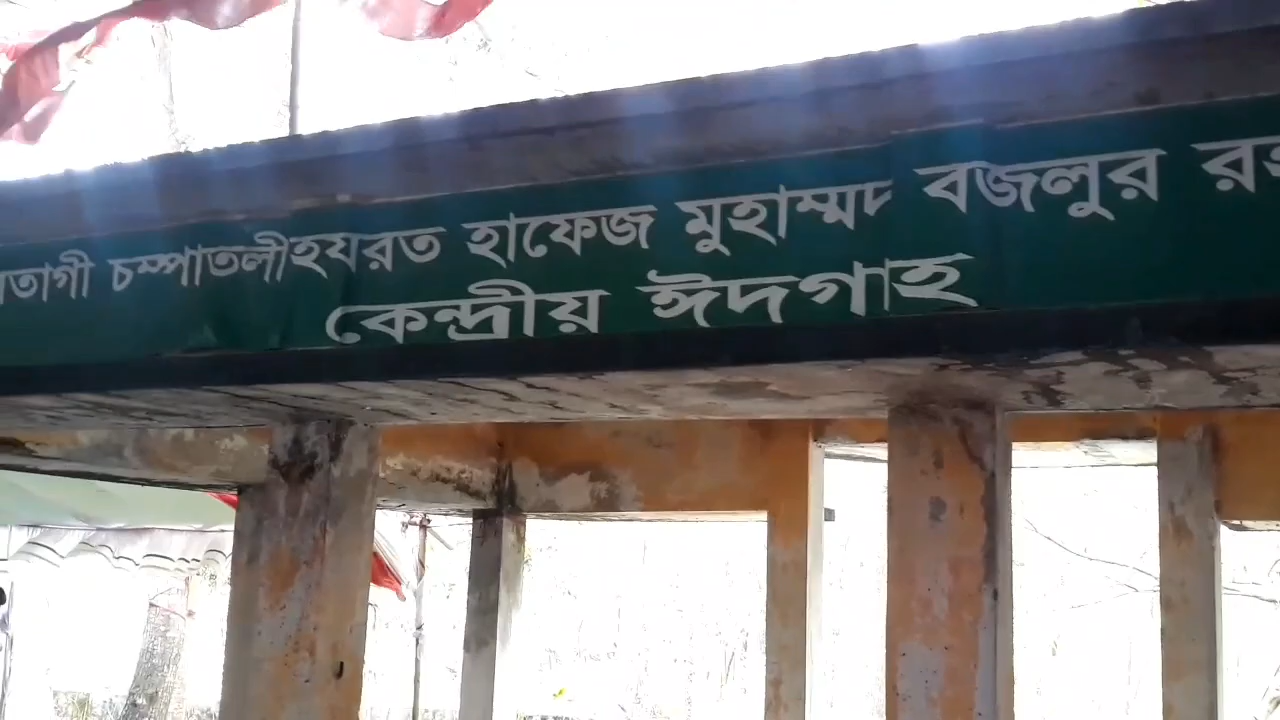 চম্পাতলী হযরত হাফেজ মুহাম্মদ বজলুর
কেন্দ্রীয় ঈদগাহ